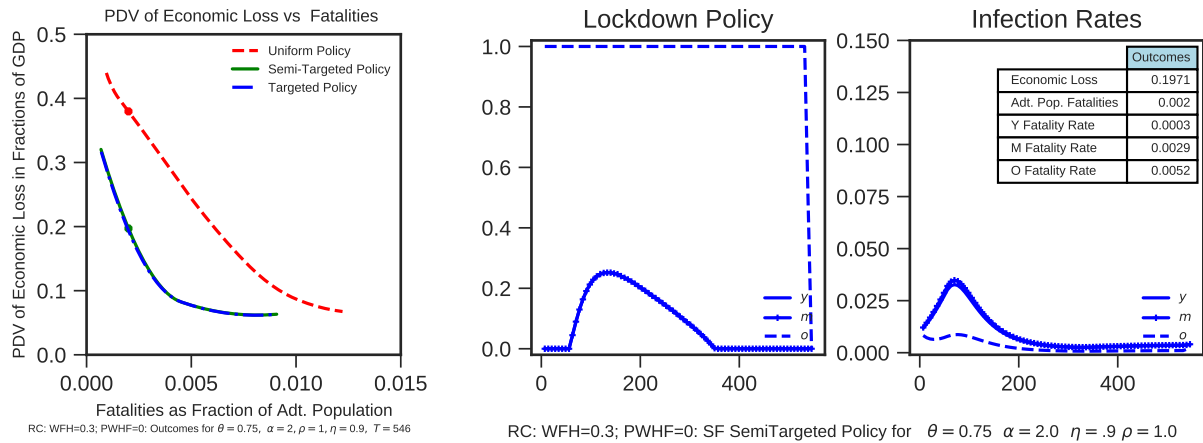 PDV of Economic Loss vs Fatalities
PDV of Economic Loss in Fractions of GDP
0.5
0.4
0.3
0.2
0.1
0.0
0.000
0.005
0.010
0.015
Uniform Policy
Semi-Targeted Policy
Targeted Policy
Fatalities as Fraction of Adt. Population
RC: WFH=0.3; PWHF=0: Outcomes for θ = 0.75, α = 2, ρ = 1, η = 0.9, T = 546
Lockdown Policy
1.0
0.8
0.6
0.4
0.2
0.0
0
200
400
y
m
o
Infection Rates
0.150
0.125
0.100
0.075
0.050
0.025
0.000
0
200
400
Outcomes
Economic Loss 0.1971
Adt. Pop. Fatalities 0.002
Y Fatality Rate 0.0003
M Fatality Rate 0.0029
O Fatality Rate 0.0052
y
m
o
RC: WFH=0.3; PWHF=0: SF SemiTargeted Policy for θ = 0.75 α = 2.0 η = .9 ρ = 1.0